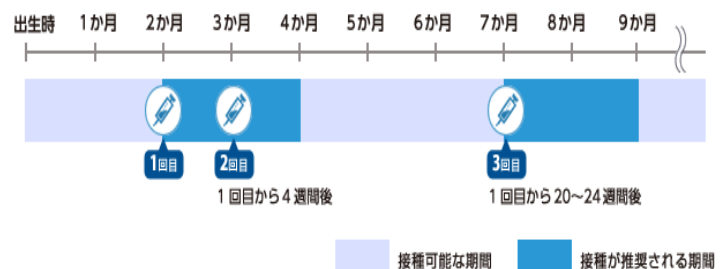 出生時 1か月 2か月 3か月 4か月 5か月 6か月 7か月 8か月 9か月
1回目 2回目 3回目
1回目から4週間後 1回目から20～24週間後
接種可能な期間 接種が推奨される期間